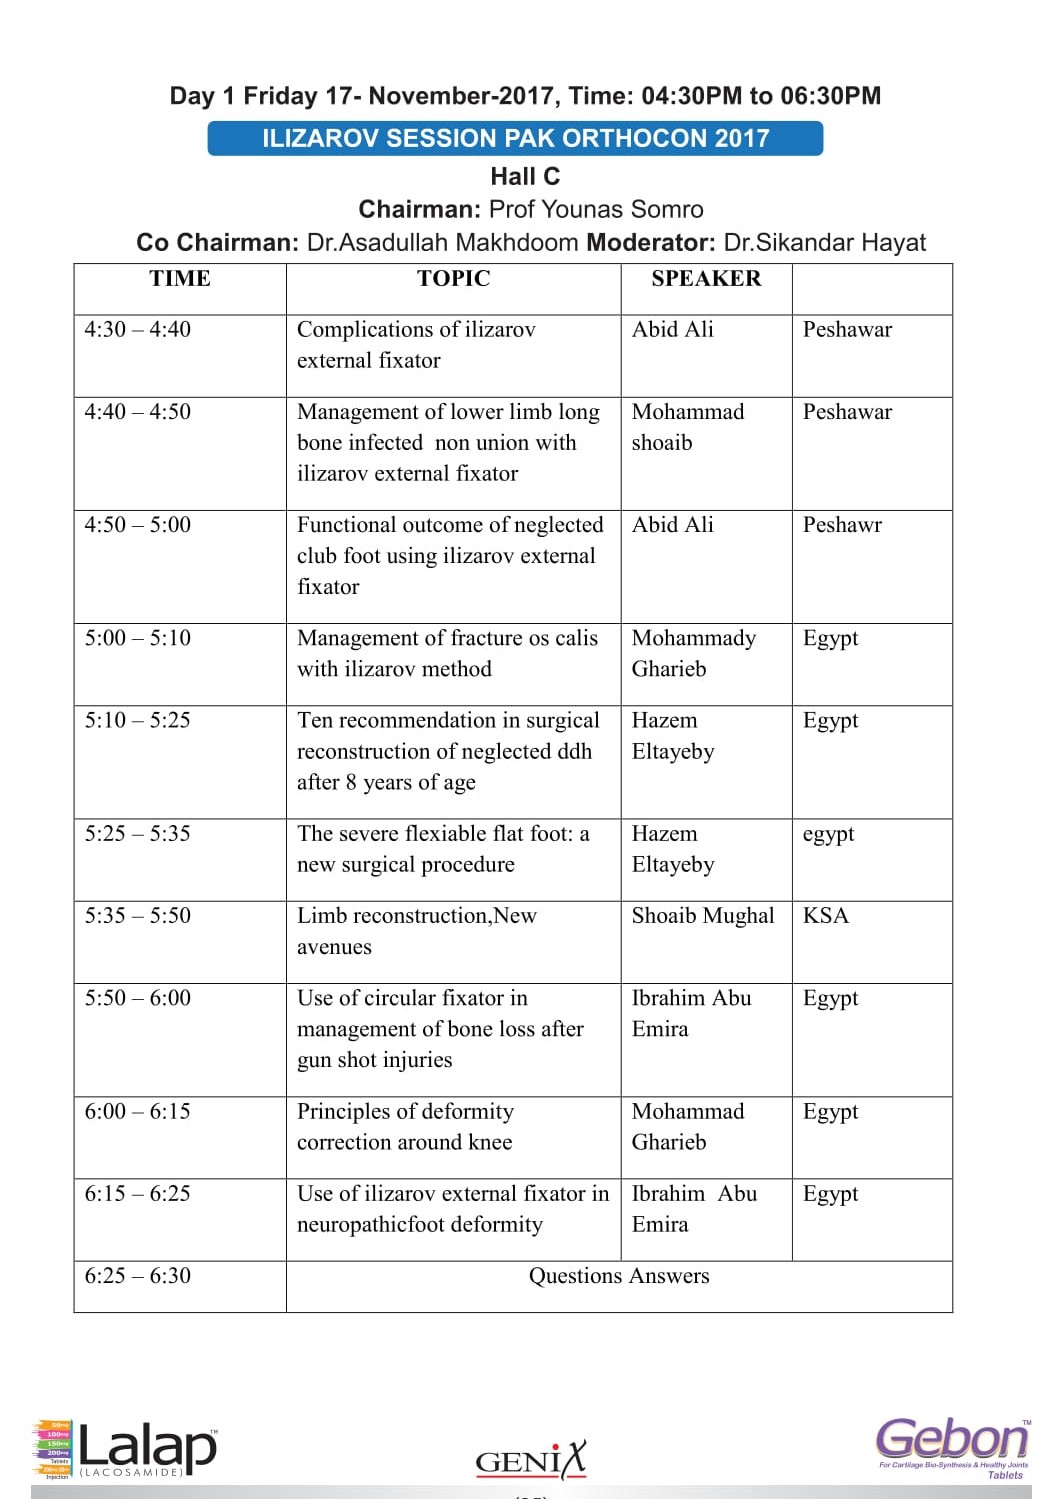 Day 1 Friday 17- November-2017, Time: 04:30PM to 06:30PM
ILIZAROV SESSION PAK ORTHOCON 2017
Hall C
Chairman: Prof Younas Somro
Co Chairman: Dr.Asadullah Makhdoom Moderator: Dr.Sikandar Hayat
TIME TOPIC SPEAKER
4:30 – 4:40 Complications of ilizarov Abid Ali Peshawar
external fixator
4:40 – 4:50 Management of lower limb long Mohammad Peshawar
bone infected  non union with shoaib
ilizarov external fixator
4:50 – 5:00 Functional outcome of neglected Abid Ali Peshawr
club foot using ilizarov external
fixator
5:00 – 5:10 Management of fracture os calis Mohammady Egypt
with ilizarov method Gharieb
5:10 – 5:25 Ten recommendation in surgical Hazem Egypt
reconstruction of neglected ddh Eltayeby
after 8 years of age
5:25 – 5:35 The severe flexiable flat foot: a Hazem egypt
new surgical procedure Eltayeby
5:35 – 5:50 Limb reconstruction,New Shoaib Mughal KSA
avenues
5:50 – 6:00 Use of circular fixator in Ibrahim Abu Egypt
management of bone loss after Emira
gun shot injuries
6:00 – 6:15 Principles of deformity Mohammad Egypt
correction around knee Gharieb
6:15 – 6:25 Use of ilizarov external fixator in Ibrahim  Abu Egypt
neuropathicfoot deformity Emira
6:25 – 6:30 Questions Answers
50mg
100mg
150mg
200mg
Tablets
Injection
Lalap™
(LACOSAMIDE)
GENIX
Gebon™
For Cartilage Bio-Synthesis & Healthy Joints
Tablets